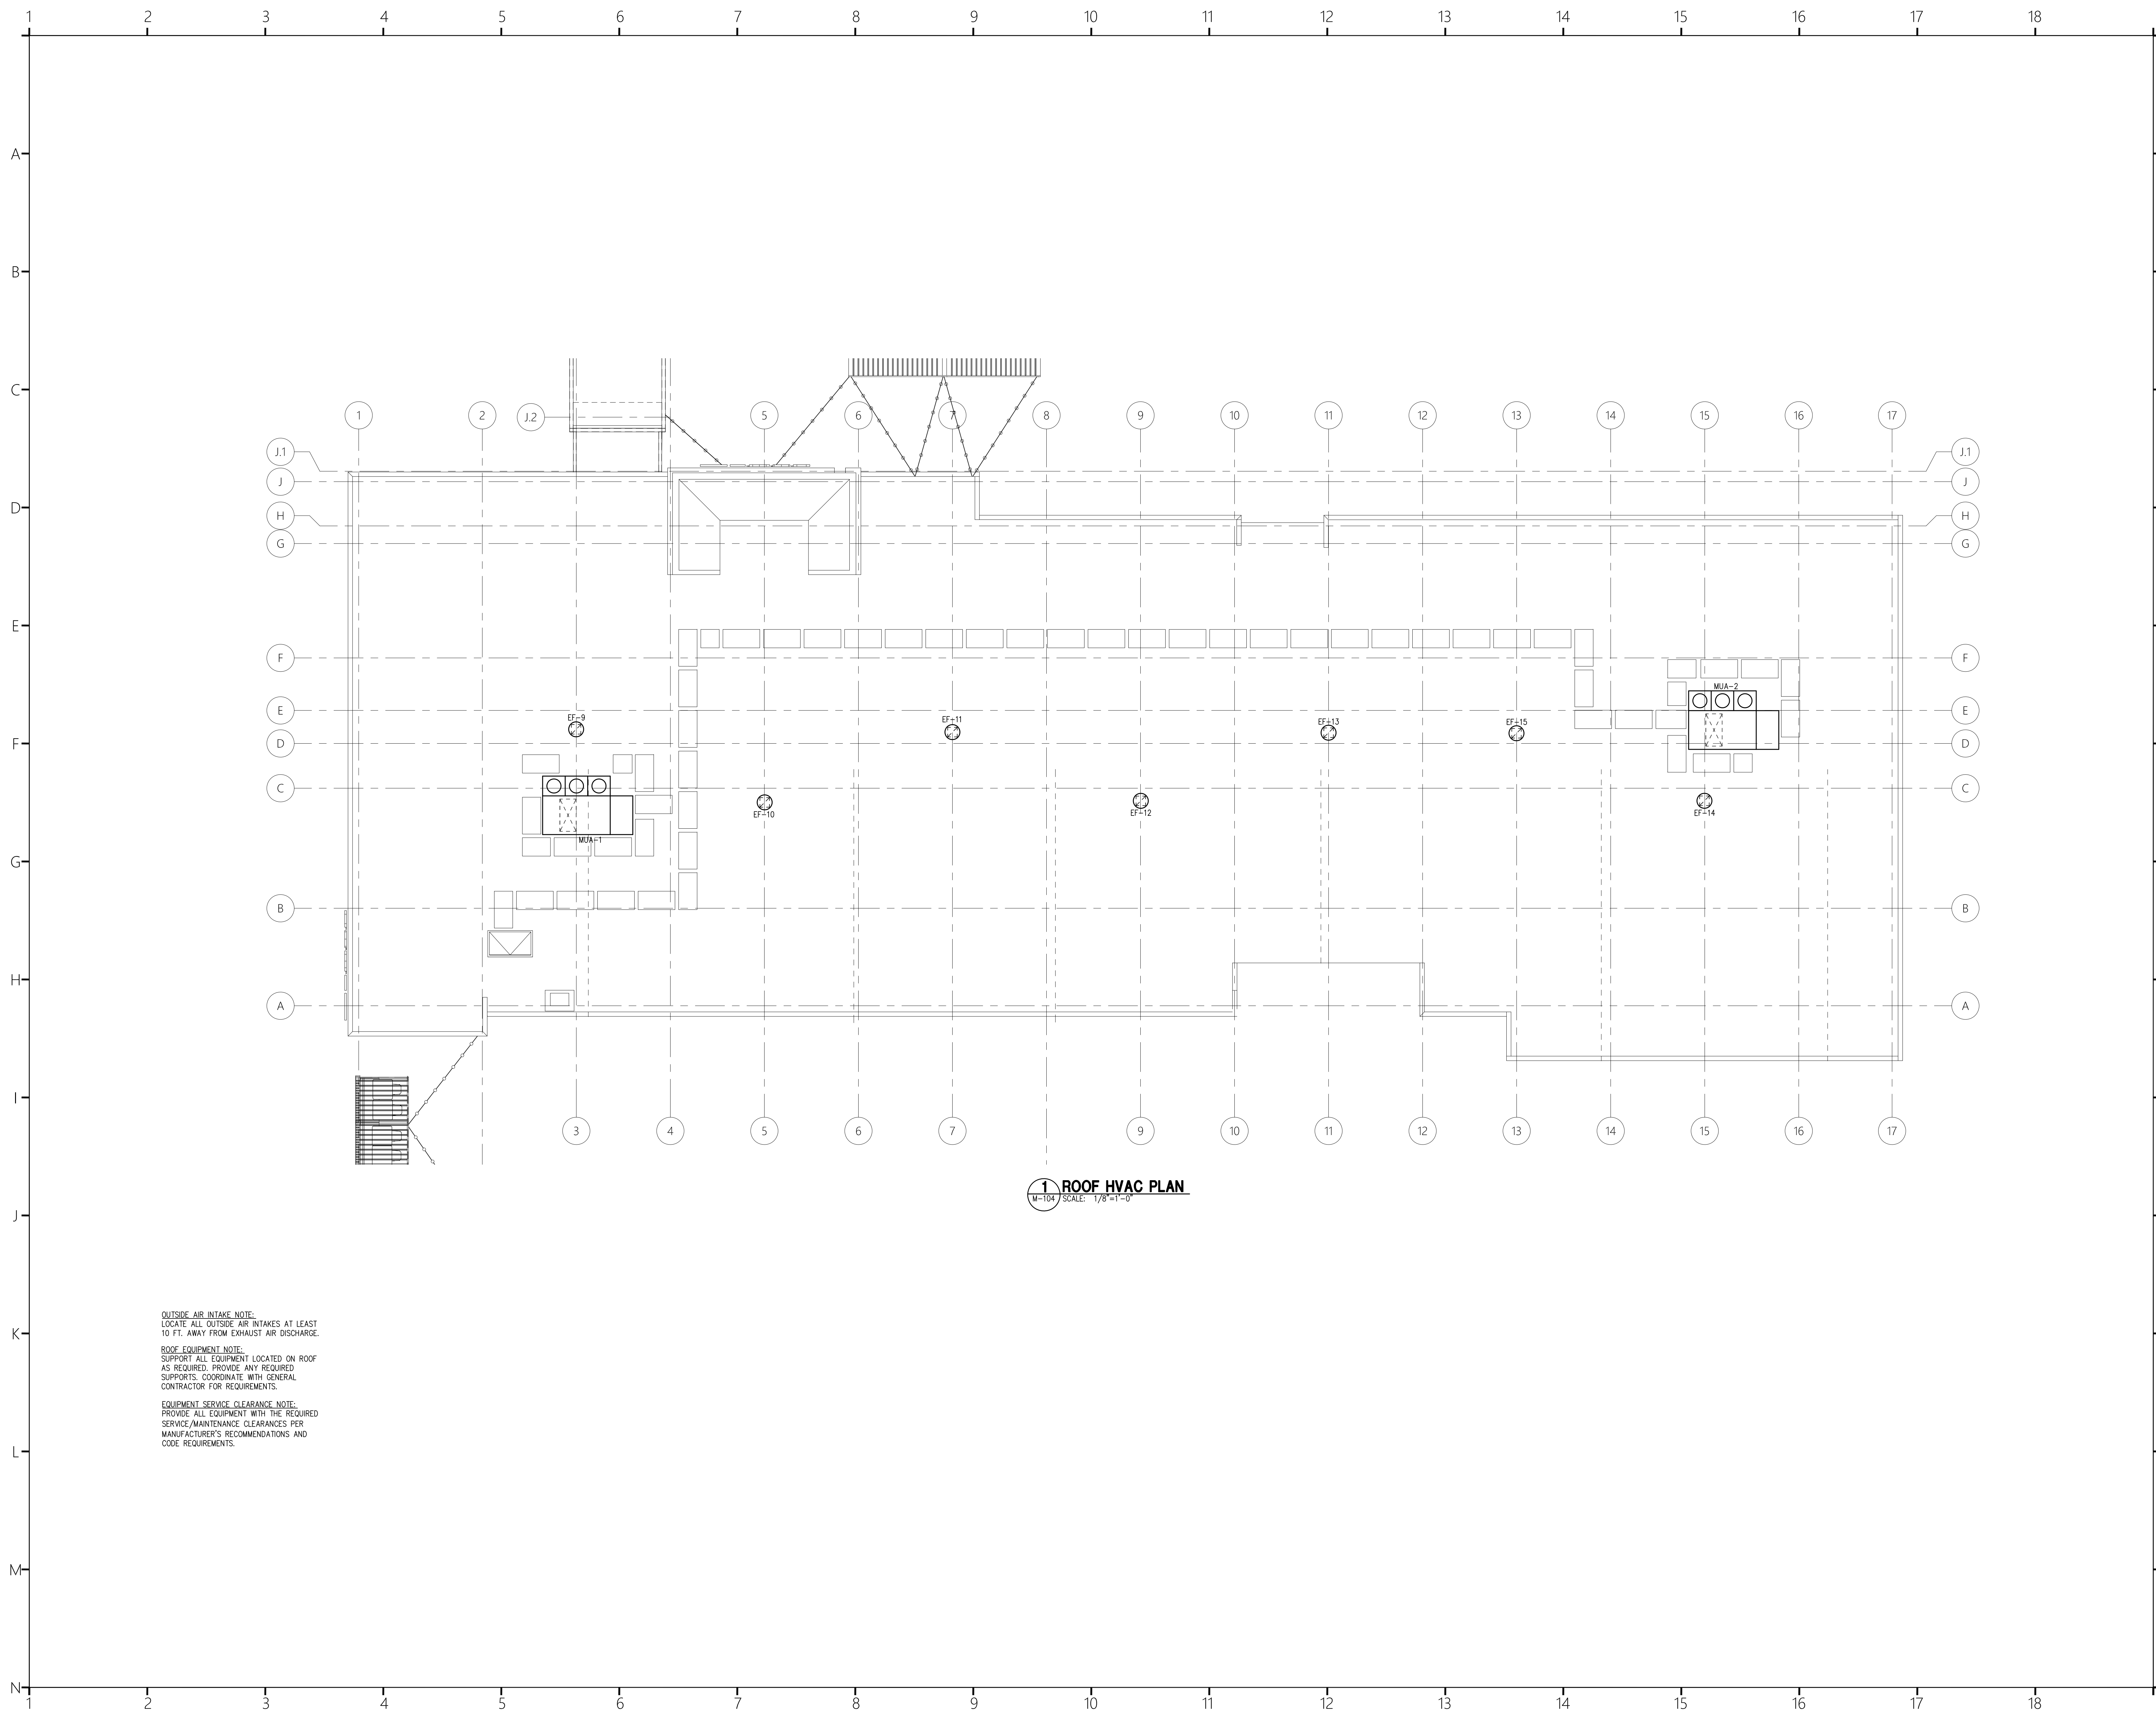 1 2 3 4 5 6 7 8 9 10 11 12 13 14 15 16 17 18
A
B
C
D
E
F
G
H
I
J
K
L
M
N
1 2 J.2 5 6 7 8 9 10 11 12 13 14 15 16 17
J.1 J.1
J J
H H
G G
F F
MUA-2
E E
EF-9 EF-11 EF-13 EF-15
D D
C C
EF-10 EF-12 EF-14
MUA-1
B B
A A
3 4 5 6 7 9 10 11 12 13 14 15 16 17
1 ROOF HVAC PLAN
M-104 SCALE: 1/8"=1'-0"
OUTSIDE AIR INTAKE NOTE:
LOCATE ALL OUTSIDE AIR INTAKES AT LEAST
10 FT. AWAY FROM EXHAUST AIR DISCHARGE.
ROOF EQUIPMENT NOTE:
SUPPORT ALL EQUIPMENT LOCATED ON ROOF
AS REQUIRED. PROVIDE ANY REQUIRED
SUPPORTS. COORDINATE WITH GENERAL
CONTRACTOR FOR REQUIREMENTS.
EQUIPMENT SERVICE CLEARANCE NOTE:
PROVIDE ALL EQUIPMENT WITH THE REQUIRED
SERVICE/MAINTENANCE CLEARANCES PER
MANUFACTURER'S RECOMMENDATIONS AND
CODE REQUIREMENTS.
1 2 3 4 5 6 7 8 9 10 11 12 13 14 15 16 17 18